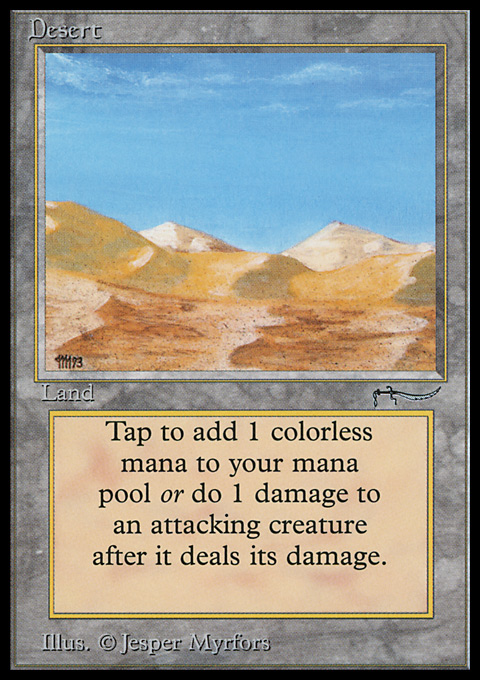 Desert
JM93
Land
Tap to add 1 colorless
mana to your mana
pool or do 1 damage to
an attacking creature
after it deals its damage.
Illus. © Jesper Myrfors